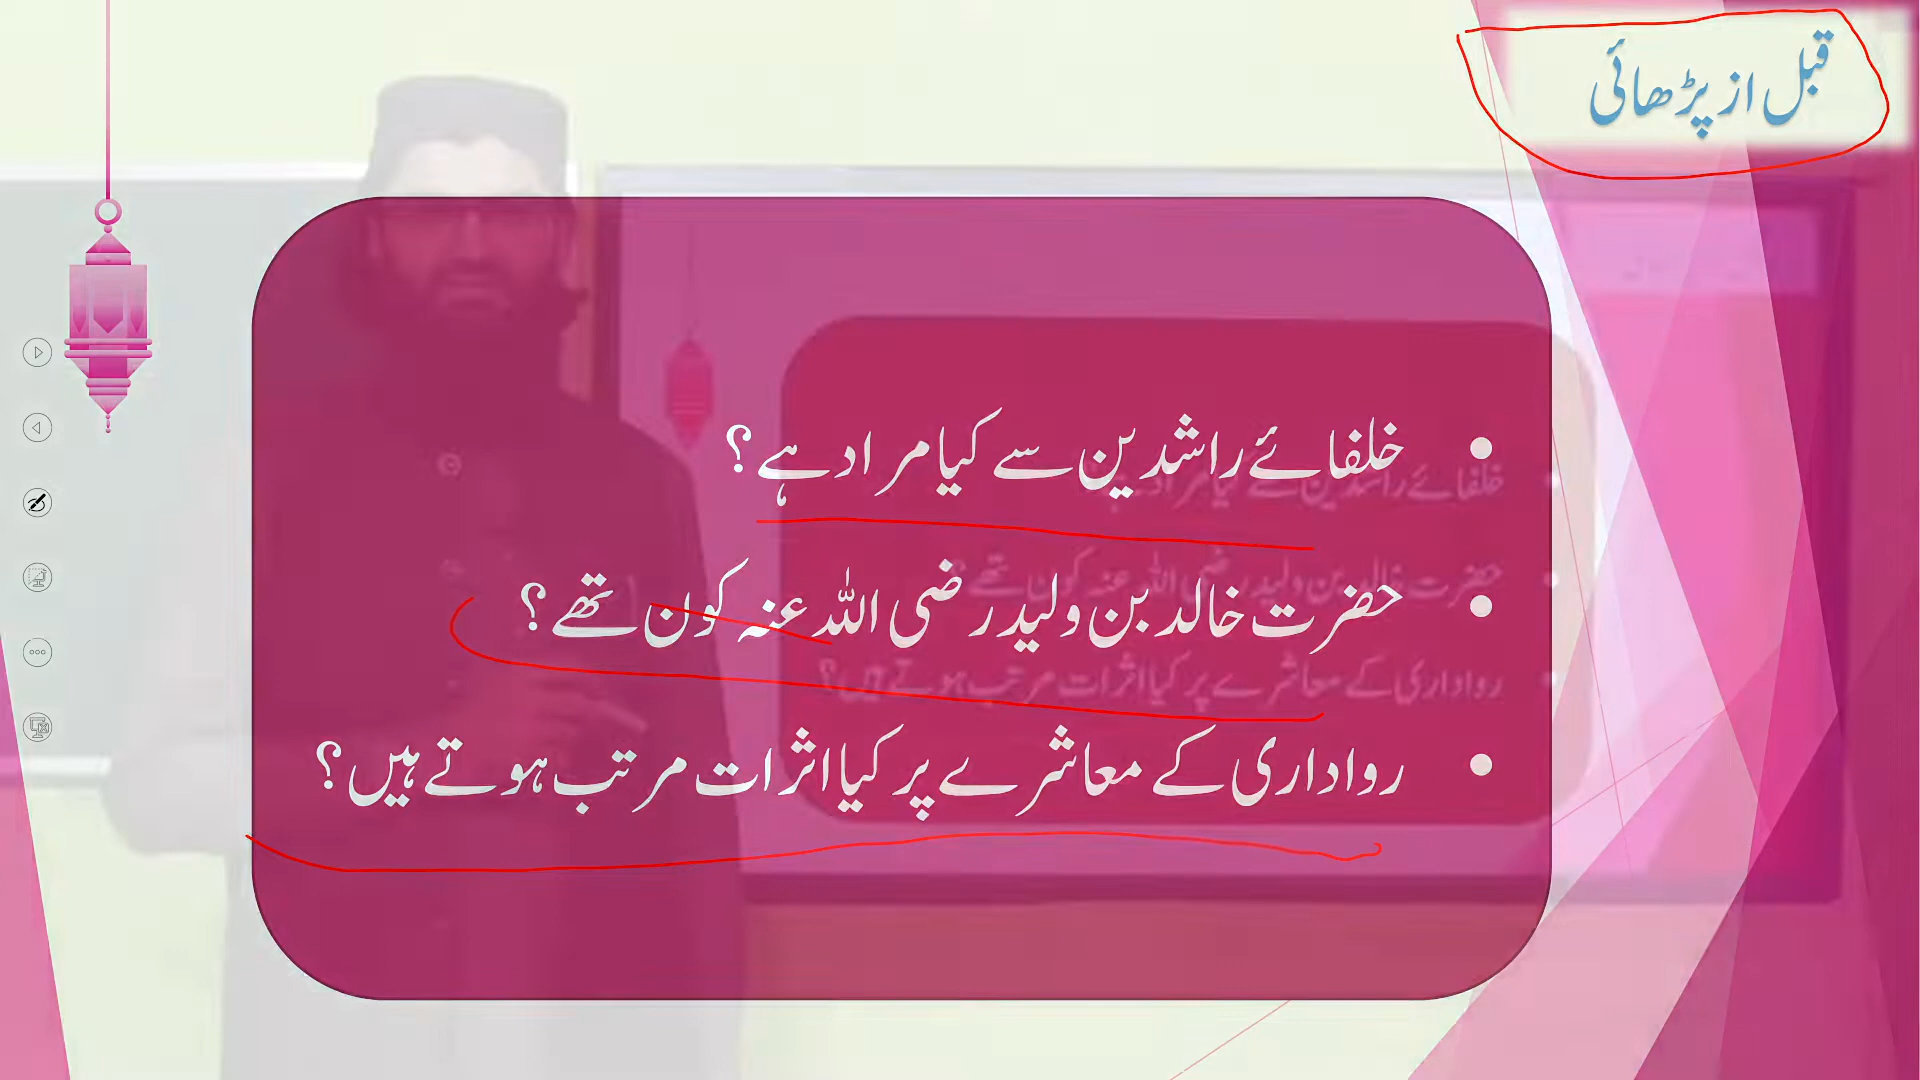 قبل از پڑھائی
• خلفائے راشدین سے کیا مراد ہے؟
• حضرت خالد بن ولید رضی اللہ عنہ کون تھے؟
• رواداری کے معاشرے پر کیا اثرات مرتب ہوتے ہیں؟